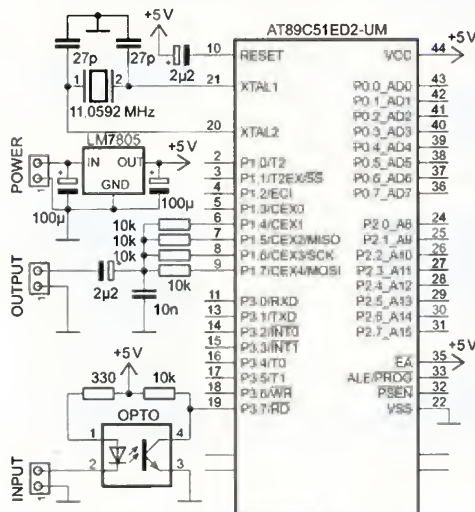 +5V
AT89C51ED2-UM
27p
27p
2µ2
10
RESET
VCC
44
+5V
1
2
21
XTAL1
P0.0_AD0
43
P0.1_AD1
42
11,0592 MHz
P0.2_AD2
41
20
XTAL2
P0.3_AD3
40
P0.4_AD4
39
POWER
1
LM7805
IN
OUT
GND
+5V
2
P1.0/T2
P0.5_AD5
38
3
P1.1/T2EX/SS
P0.6_AD6
37
4
P1.2/ECI
P0.7_AD7
36
100µ
100µ
5
P1.3/CEX0
10k
6
P1.4/CEX1
P2.0_A8
24
10k
7
P1.5/CEX2/MISO
P2.1_A9
25
10k
8
P1.6/CEX3/SCK
P2.2_A10
26
OUTPUT
1
2µ2
10k
9
P1.7/CEX4/MOSI
P2.3_A11
27
P2.4_A12
28
10n
11
P3.0/RXD
P2.5_A13
29
13
P3.1/TXD
P2.6_A14
30
14
P3.2/INT0
P2.7_A15
31
15
P3.3/INT1
+5V
+5V
16
P3.4/T0
EA
35
17
P3.5/T1
ALE/PROG
33
330
10k
18
P3.6/WR
PSEN
32
OPTO
19
P3.7/RD
VSS
22
1
4
INPUT
1
2
3